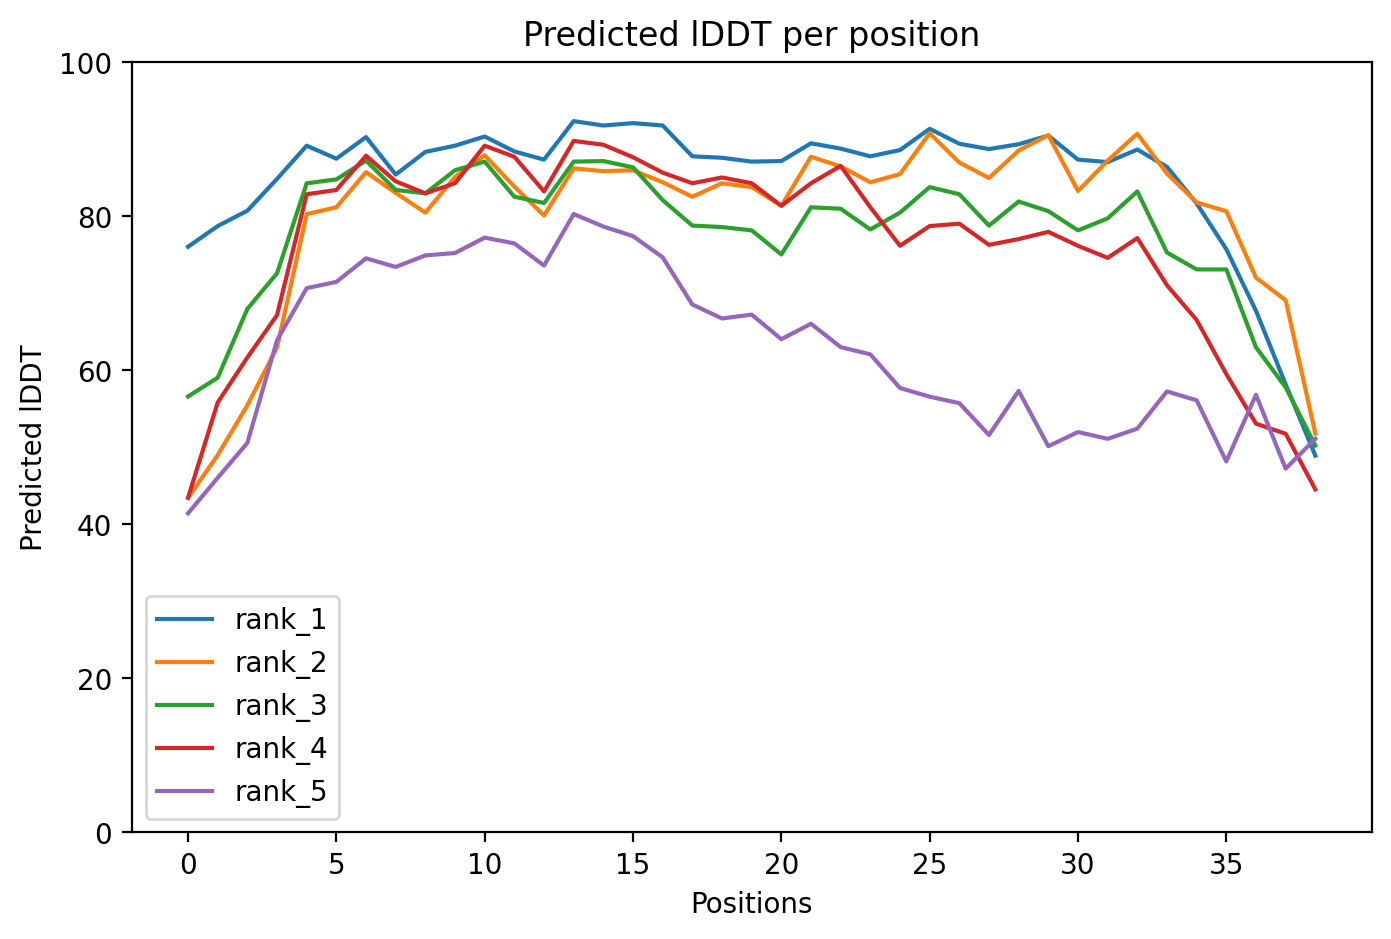 Predicted lDDT per position
100
80
60
40
20
0
Predicted lDDT
rank_1
rank_2
rank_3
rank_4
rank_5
0 5 10 15 20 25 30 35
Positions